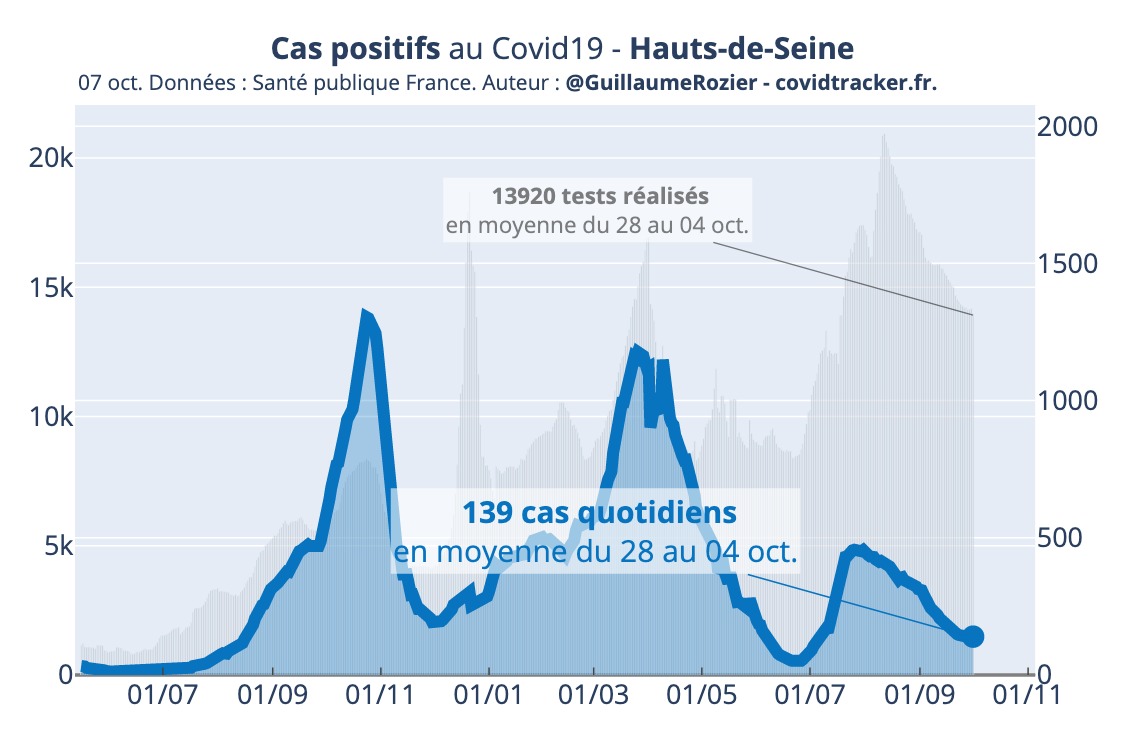 Cas positifs au Covid19 - Hauts-de-Seine
07 oct. Données : Santé publique France. Auteur : @GuillaumeRozier - covidtracker.fr.
2000
20k
13920 tests réalisés
en moyenne du 28 au 04 oct.
1500
15k
1000
10k
139 cas quotidiens
en moyenne du 28 au 04 oct.
500
5k
0
0
01/07 01/09 01/11 01/01 01/03 01/05 01/07 01/09 01/11